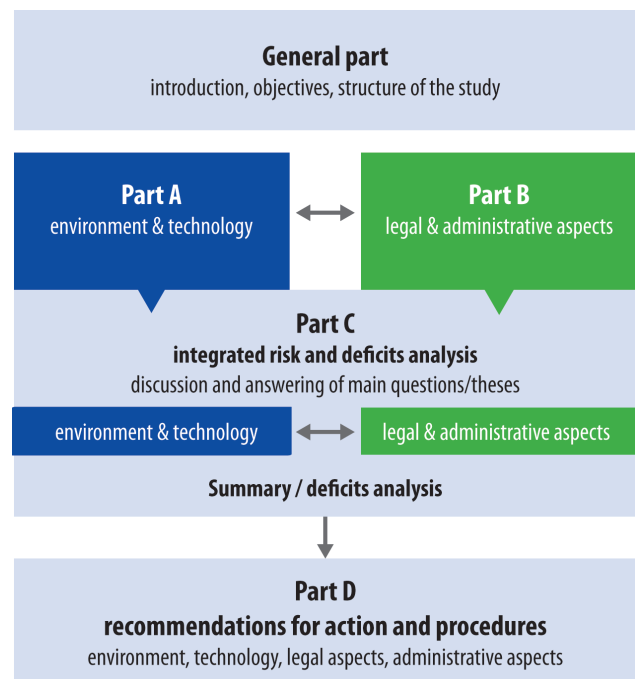 General part
introduction, objectives, structure of the study
Part A
environment & technology
Part B
legal & administrative aspects
Part C
integrated risk and deficits analysis
discussion and answering of main questions/theses
environment & technology
legal & administrative aspects
Summary / deficits analysis
Part D
recommendations for action and procedures
environment, technology, legal aspects, administrative aspects